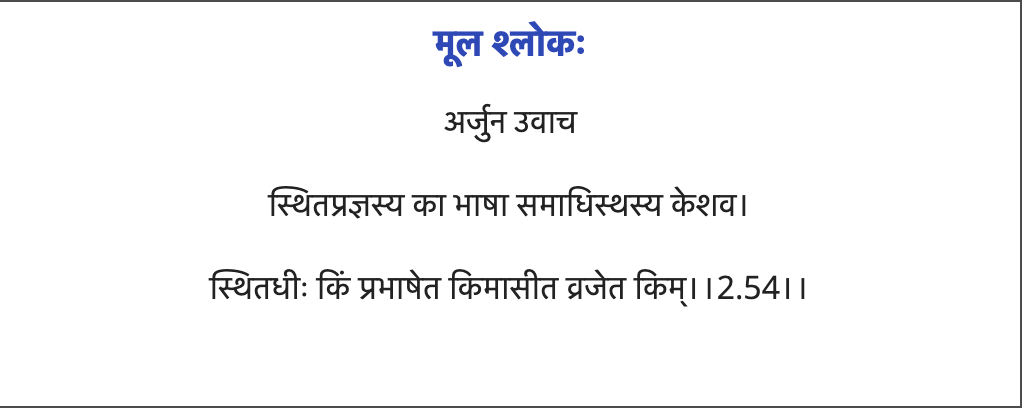 मूल श्लोकः
अर्जुन उवाच
स्थितप्रज्ञस्य का भाषा समाधिस्थस्य केशव।
स्थितधीः किं प्रभाषेत किमासीत व्रजेत किम्।।2.54।।